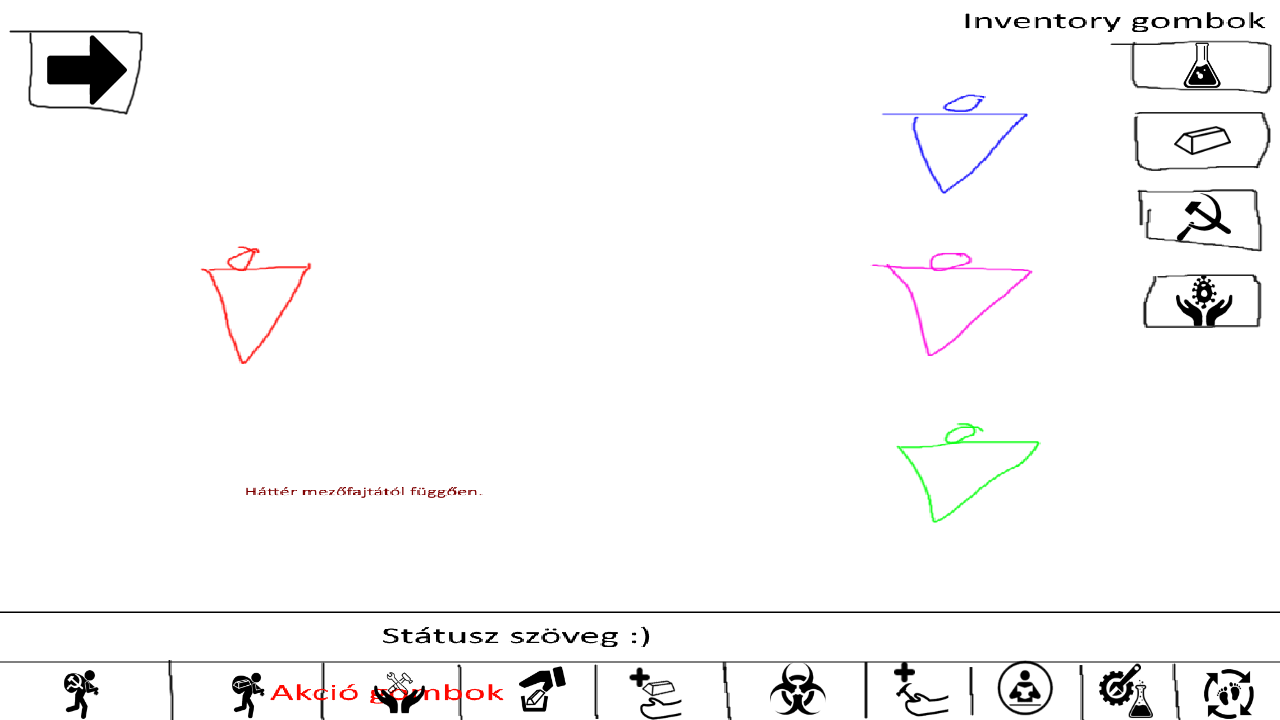 Inventory gombok
Háttér mezőfajtától függően.
Státusz szöveg :)
Akció gombok